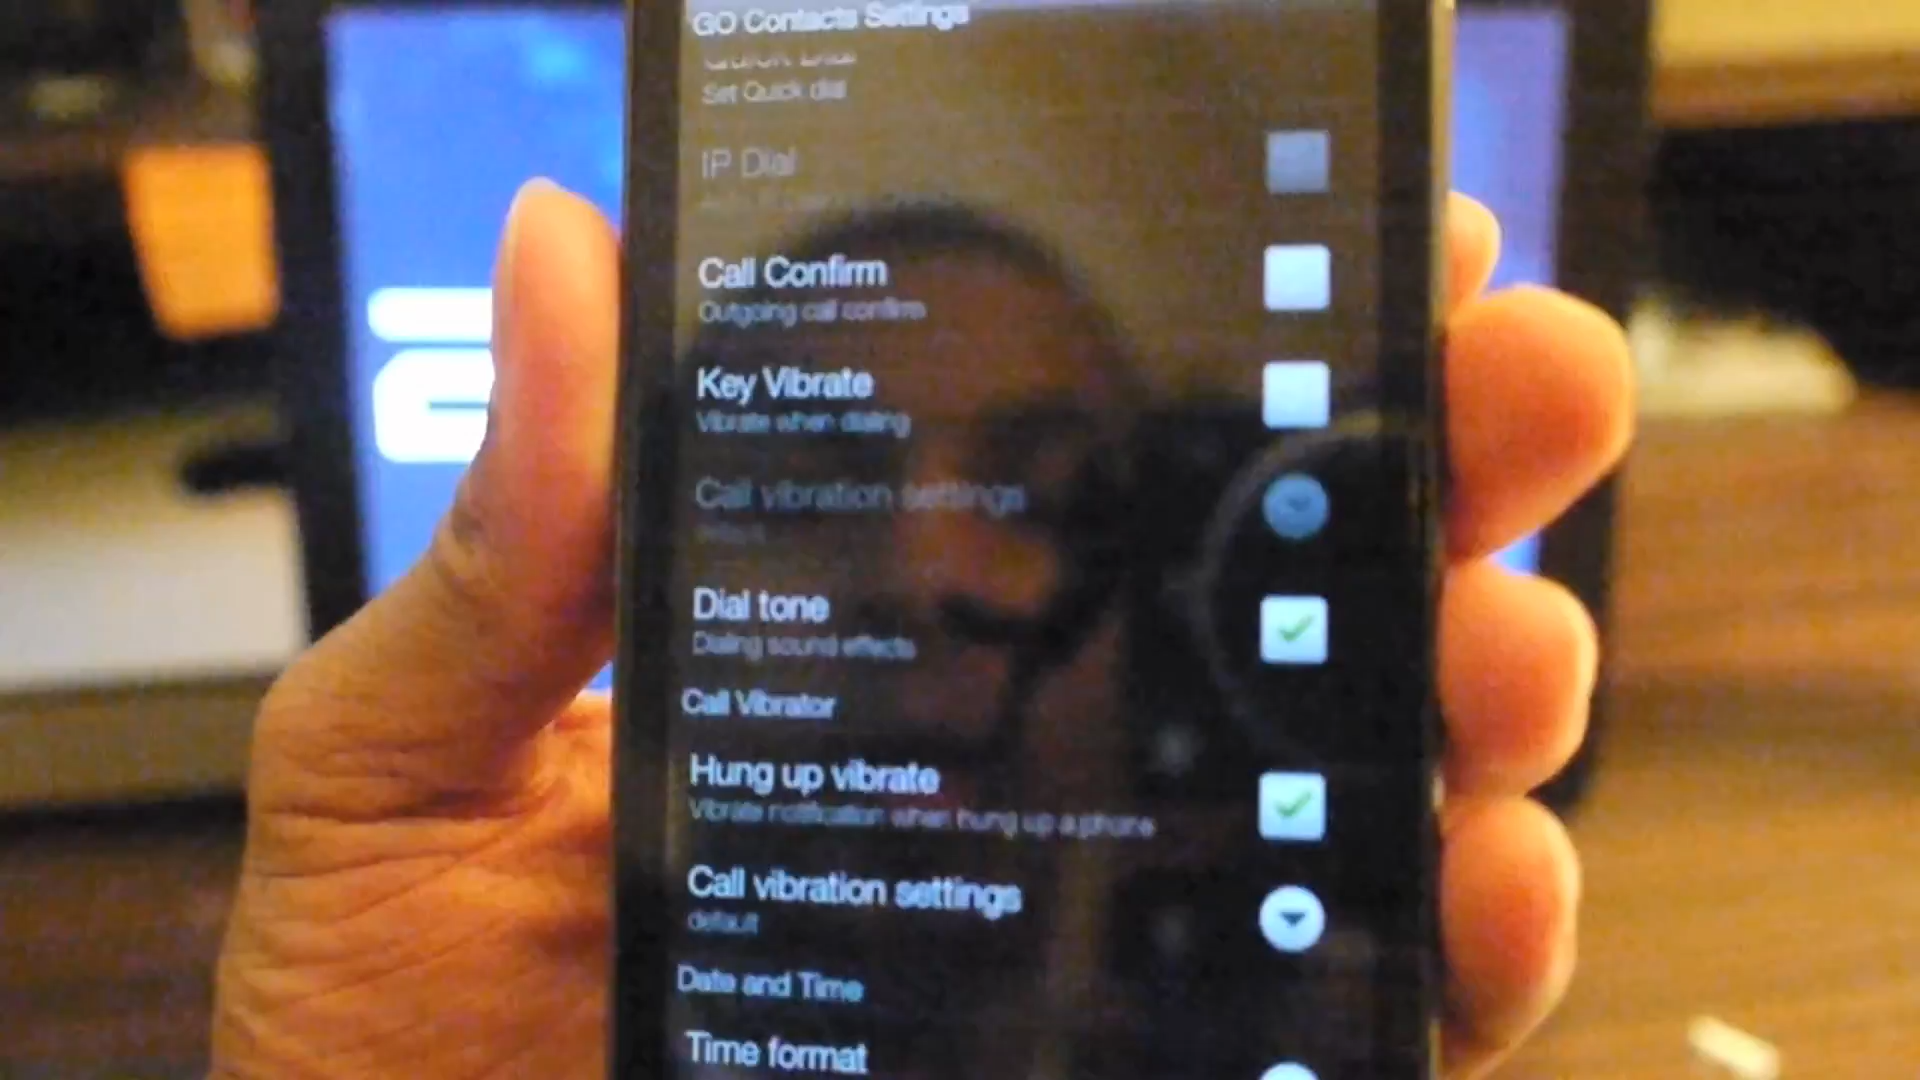 GO Contacts Settings
Quick Dial
Set Quick dial
IP Dial
Call Confirm
Outgoing call confirm
Key Vibrate
Vibrate when dialing
Call vibration settings
Dial tone
Dialing sound effects
Call Vibrator
Hung up vibrate
Vibrate notification when hung up a phone
Call vibration settings
default
Date and Time
Time format